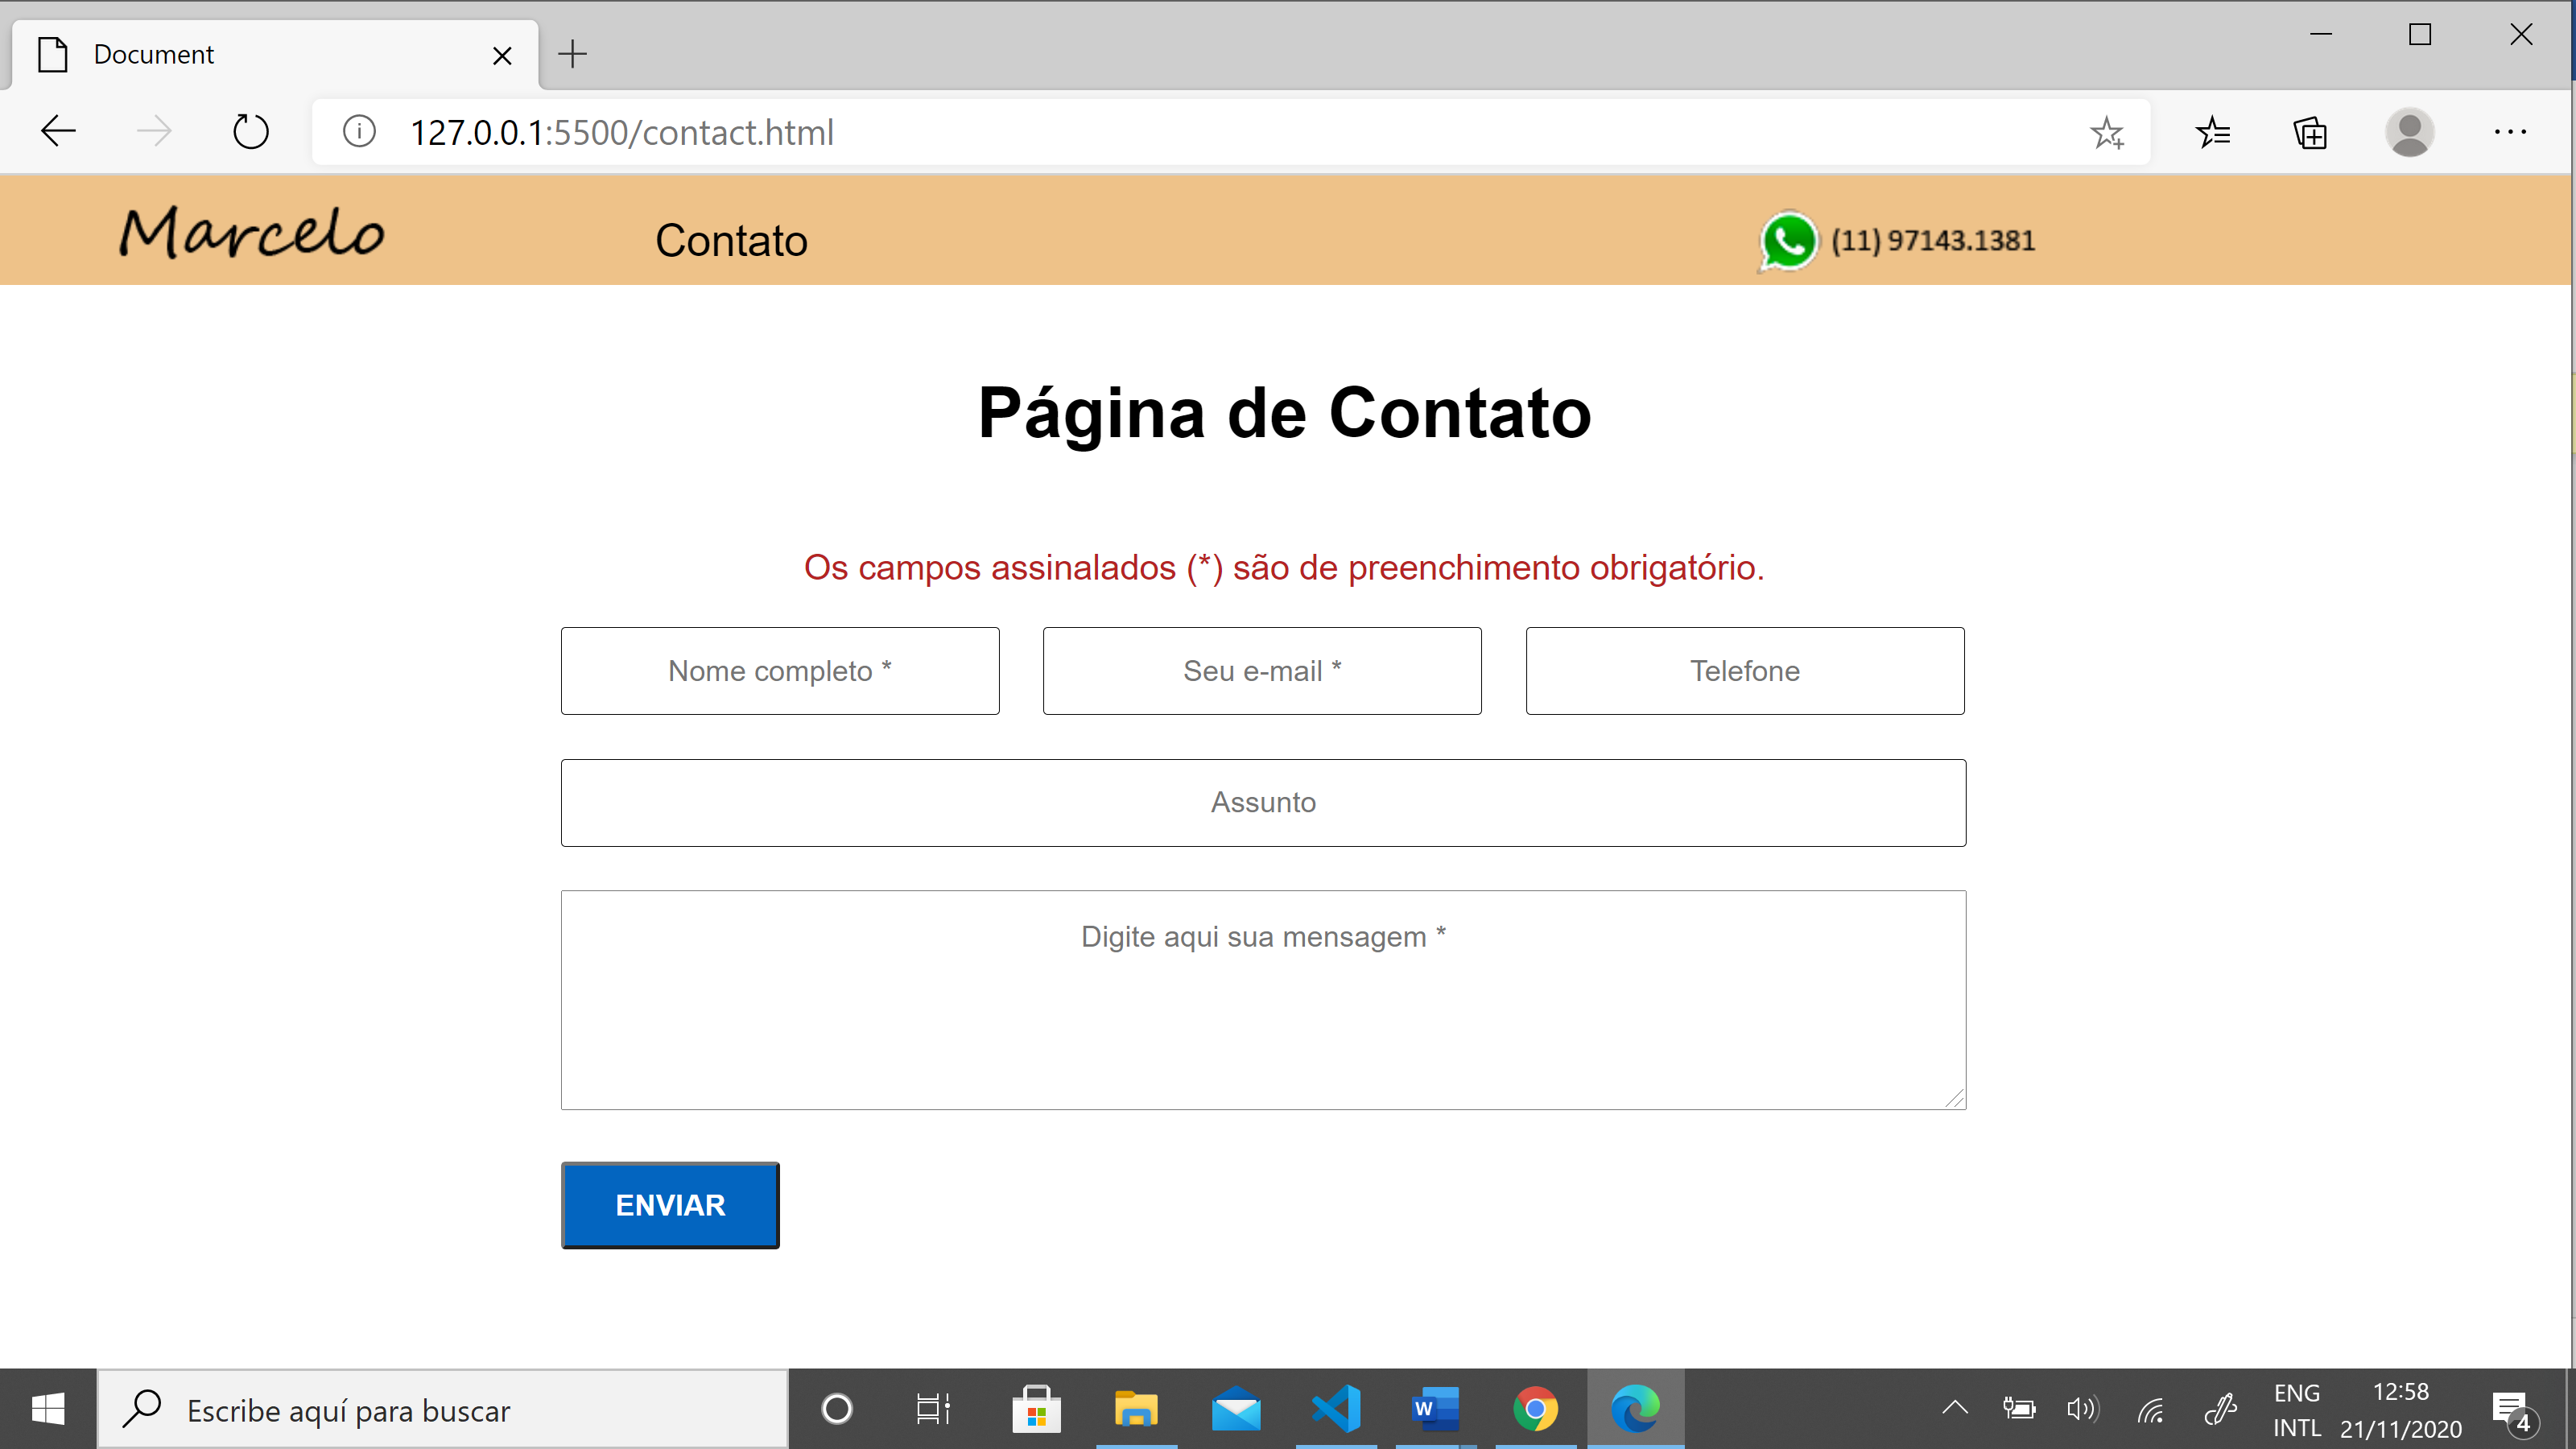 Document
127.0.0.1:5500/contact.html
Marcelo
Contato
(11) 97143.1381
Página de Contato
Os campos assinalados (*) são de preenchimento obrigatório.
Nome completo *
Seu e-mail *
Telefone
Assunto
Digite aqui sua mensagem *
ENVIAR
Escribe aquí para buscar
W
ENG
INTL
12:58
21/11/2020
4